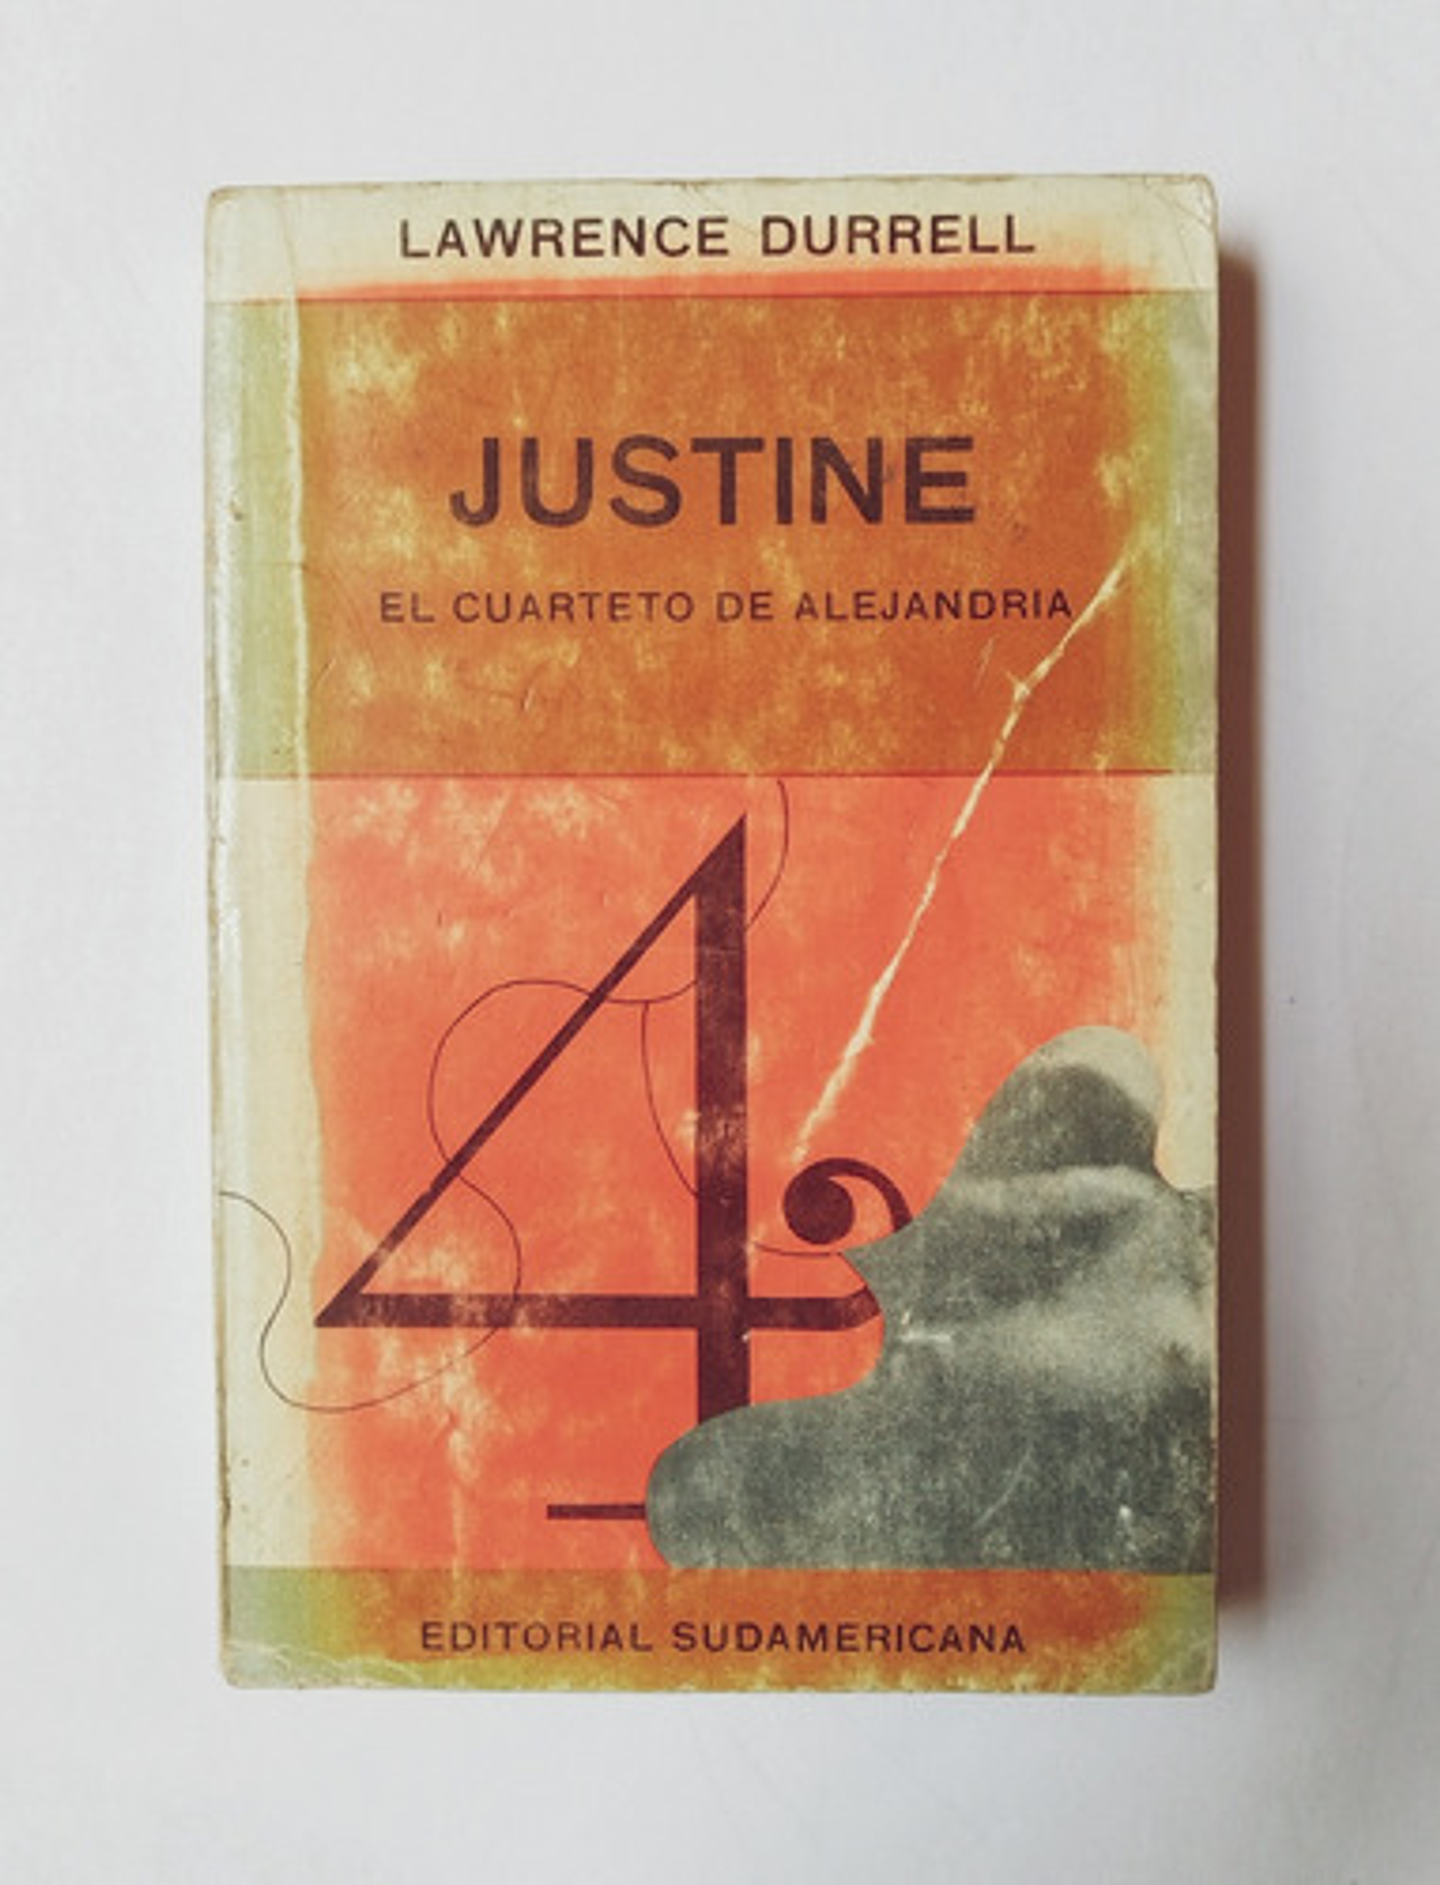 LAWRENCE DURRELL
JUSTINE
EL CUARTETO DE ALEJANDRIA
4
EDITORIAL SUDAMERICANA